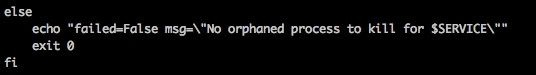 else
    echo "failed=False msg=\"No orphaned process to kill for $SERVICE\""
    exit 0
fi